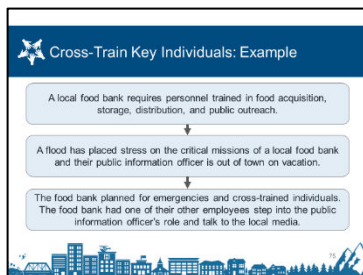 Cross-Train Key Individuals: Example
A local food bank requires personnel trained in food acquisition,
storage, distribution, and public outreach.
A flood has placed stress on the critical missions of a local food bank
and their public information officer is out of town on vacation.
The food bank planned for emergencies and cross-trained individuals.
The food bank had one of their other employees step into the public
information officer's role and talk to the local media.
75